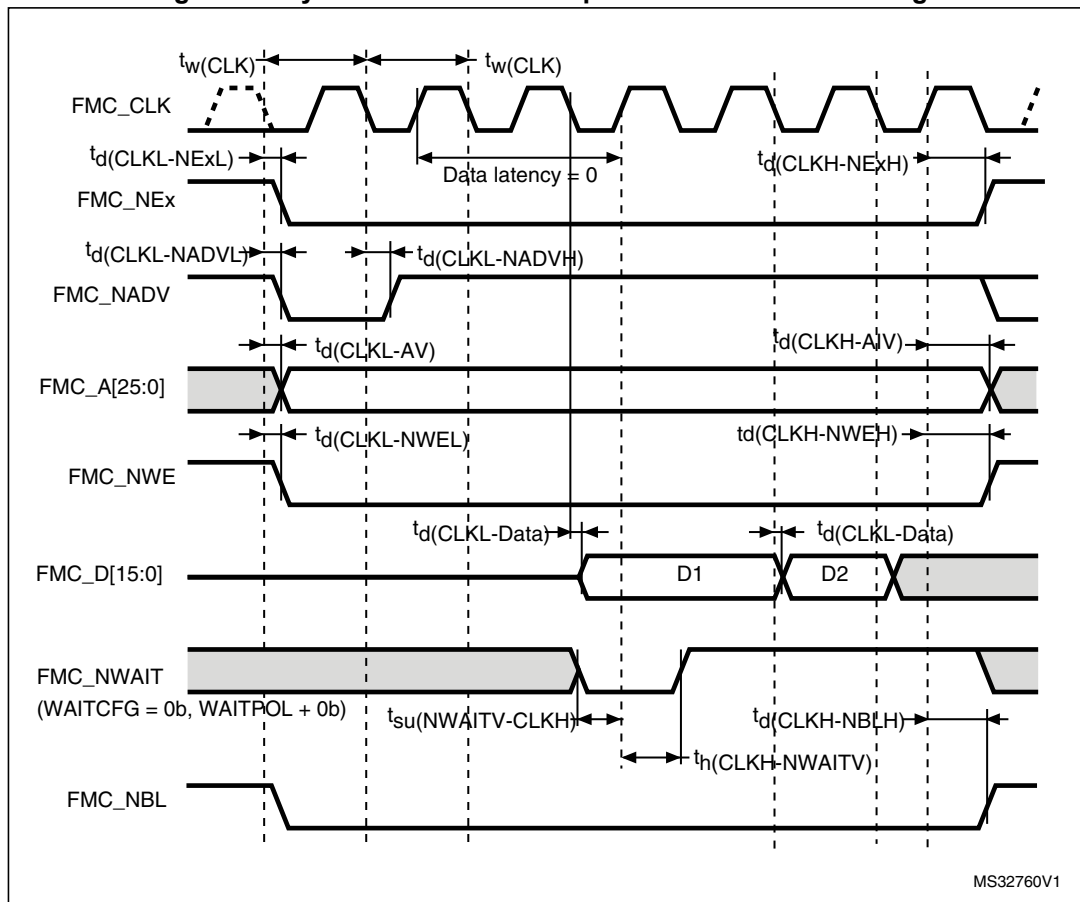 tw(CLK) tw(CLK)
FMC_CLK
td(CLKL-NExL) Data latency = 0 td(CLKH-NExH)
FMC_NEx
td(CLKL-NADVL) td(CLKL-NADVH)
FMC_NADV
td(CLKL-AV) td(CLKH-AIV)
FMC_A[25:0]
td(CLKL-NWEL) td(CLKH-NWEH)
FMC_NWE
td(CLKL-Data) td(CLKL-Data)
FMC_D[15:0] D1 D2
FMC_NWAIT
(WAITCFG = 0b, WAITPOL + 0b)
tsu(NWAITV-CLKH) td(CLKH-NBLH)
th(CLKH-NWAITV)
FMC_NBL
MS32760V1